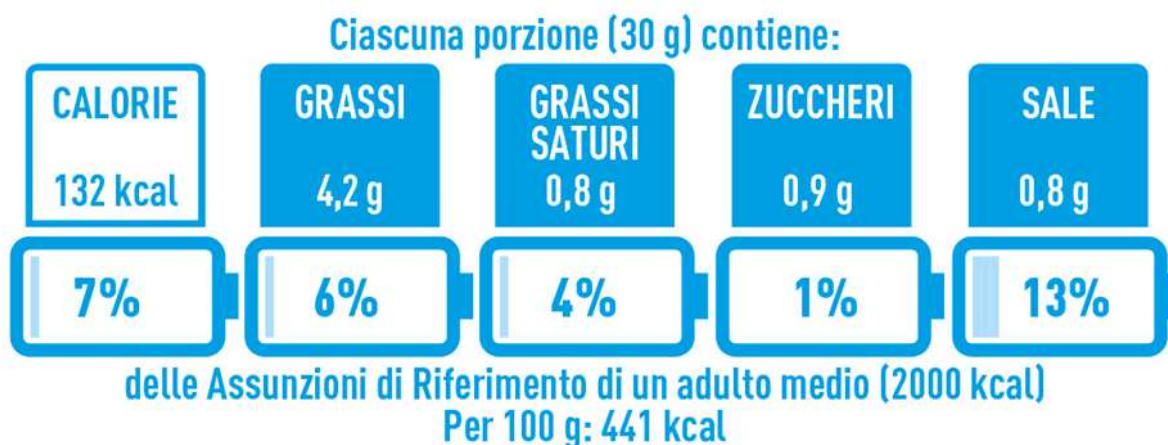 Ciascuna porzione (30 g) contiene:
CALORIE
132 kcal
7%
GRASSI
4,2 g
6%
GRASSI
SATURI
0,8 g
4%
ZUCCHERI
0,9 g
1%
SALE
0,8 g
13%
delle Assunzioni di Riferimento di un adulto medio (2000 kcal)
Per 100 g: 441 kcal